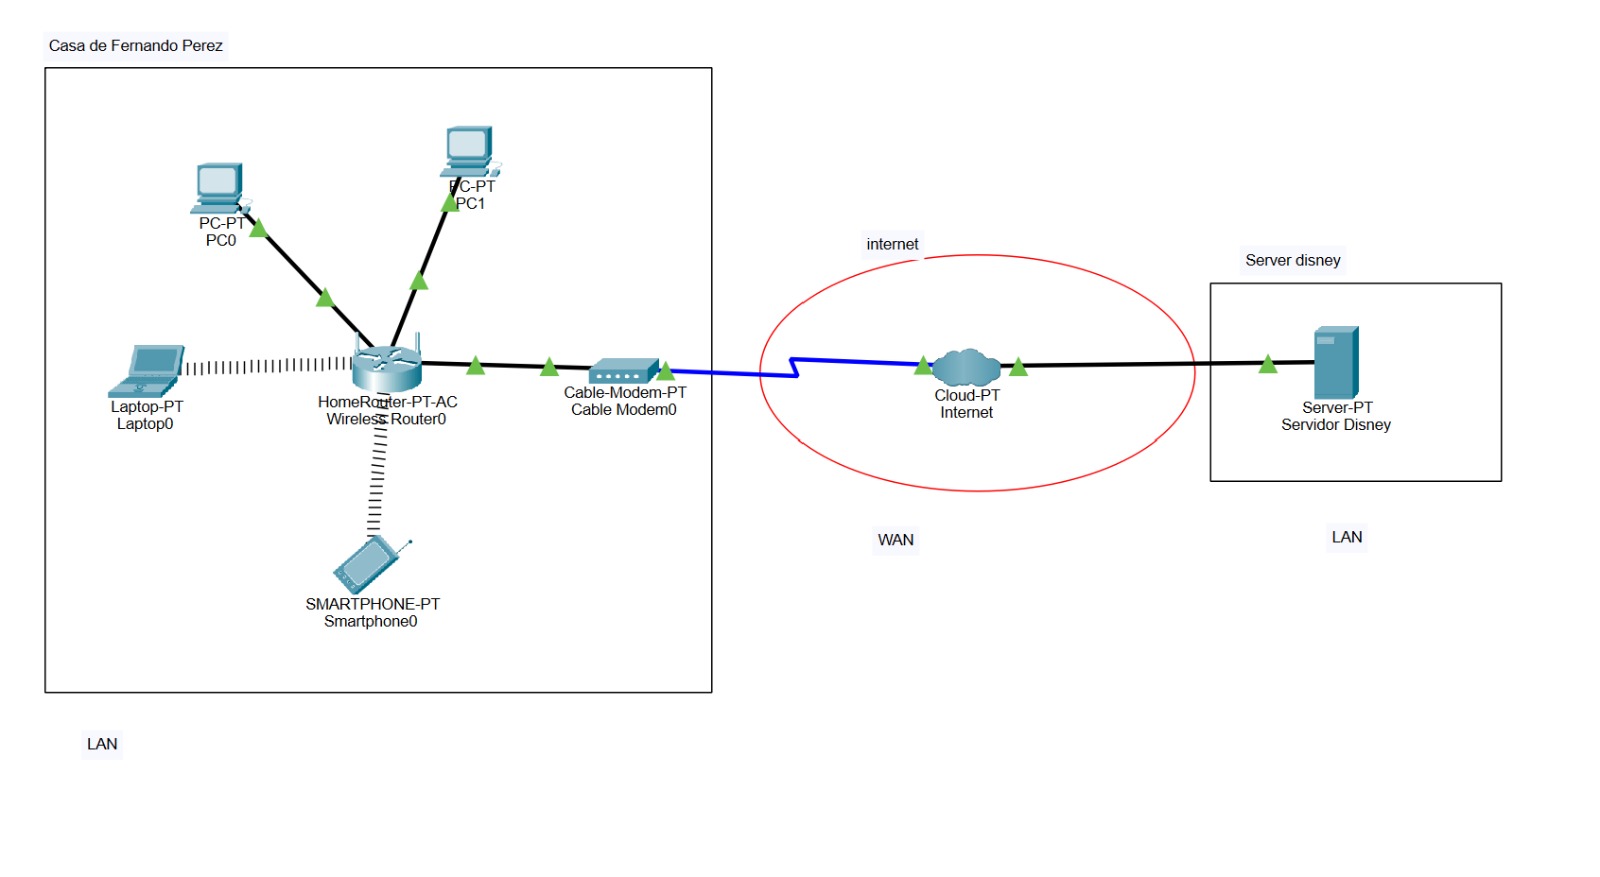 Casa de Fernando Perez
PC-PT
PC1
PC-PT
PC0
internet
Server disney
Laptop-PT
Laptop0
HomeRouter-PT-AC
Wireless Router0
Cable-Modem-PT
Cable Modem0
Cloud-PT
Internet
Server-PT
Servidor Disney
WAN
LAN
SMARTPHONE-PT
Smartphone0
LAN